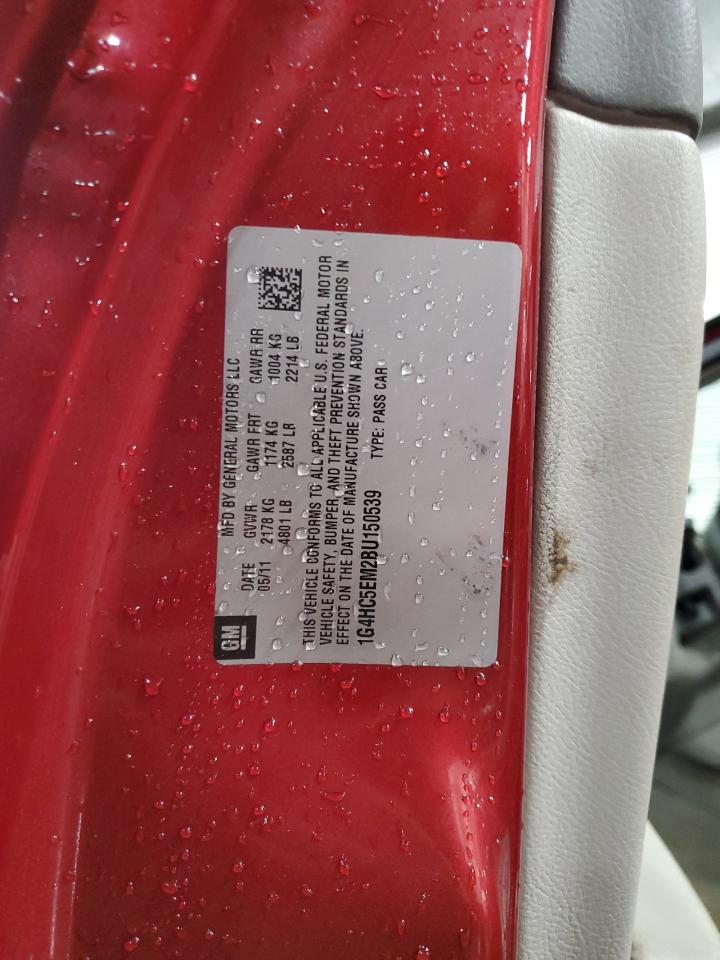 GM
MFD BY GENERAL MOTORS LLC
DATE GVWR GAWR FRT GAWR RR
05/11 2178 KG 1174 KG 1004 KG
4801 LB 2587 LB 2214 LB
THIS VEHICLE CONFORMS TO ALL APPLICABLE U.S. FEDERAL MOTOR
VEHICLE SAFETY, BUMPER, AND THEFT PREVENTION STANDARDS IN
EFFECT ON THE DATE OF MANUFACTURE SHOWN ABOVE.
1G4HC5EM2BU150539 TYPE: PASS CAR